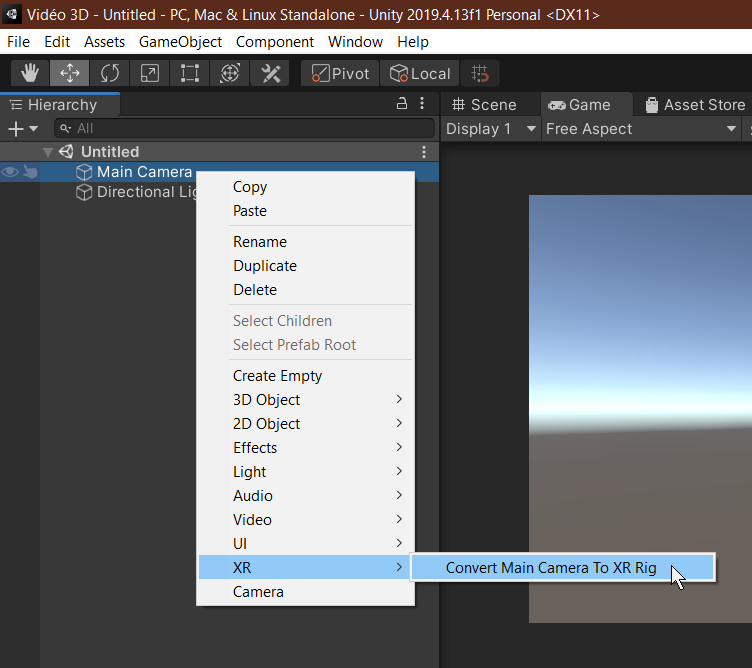 Vidéo 3D - Untitled - PC, Mac & Linux Standalone - Unity 2019.4.13f1 Personal <DX11>
File Edit Assets GameObject Component Window Help
Pivot Local
Hierarchy Scene Game Asset Store
All Display 1 Free Aspect
Untitled
Main Camera
Directional Lig
Copy
Paste
Rename
Duplicate
Delete
Select Children
Select Prefab Root
Create Empty
3D Object
2D Object
Effects
Light
Audio
Video
UI
XR Convert Main Camera To XR Rig
Camera